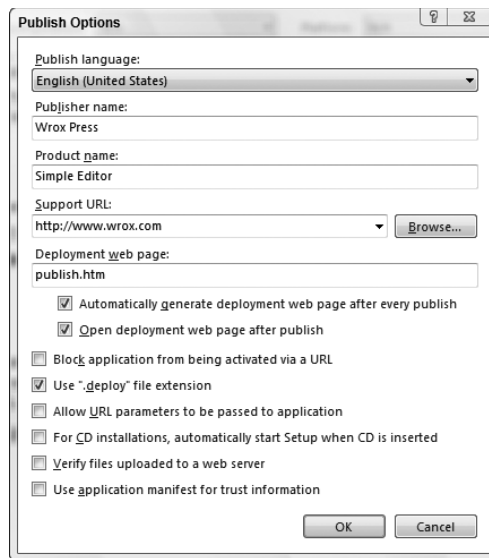 Publish Options
Publish language:
English (United States)
Publisher name:
Wrox Press
Product name:
Simple Editor
Support URL:
http://www.wrox.com
Browse...
Deployment web page:
publish.htm
Automatically generate deployment web page after every publish
Open deployment web page after publish
Block application from being activated via a URL
Use ".deploy" file extension
Allow URL parameters to be passed to application
For CD installations, automatically start Setup when CD is inserted
Verify files uploaded to a web server
Use application manifest for trust information
OK Cancel